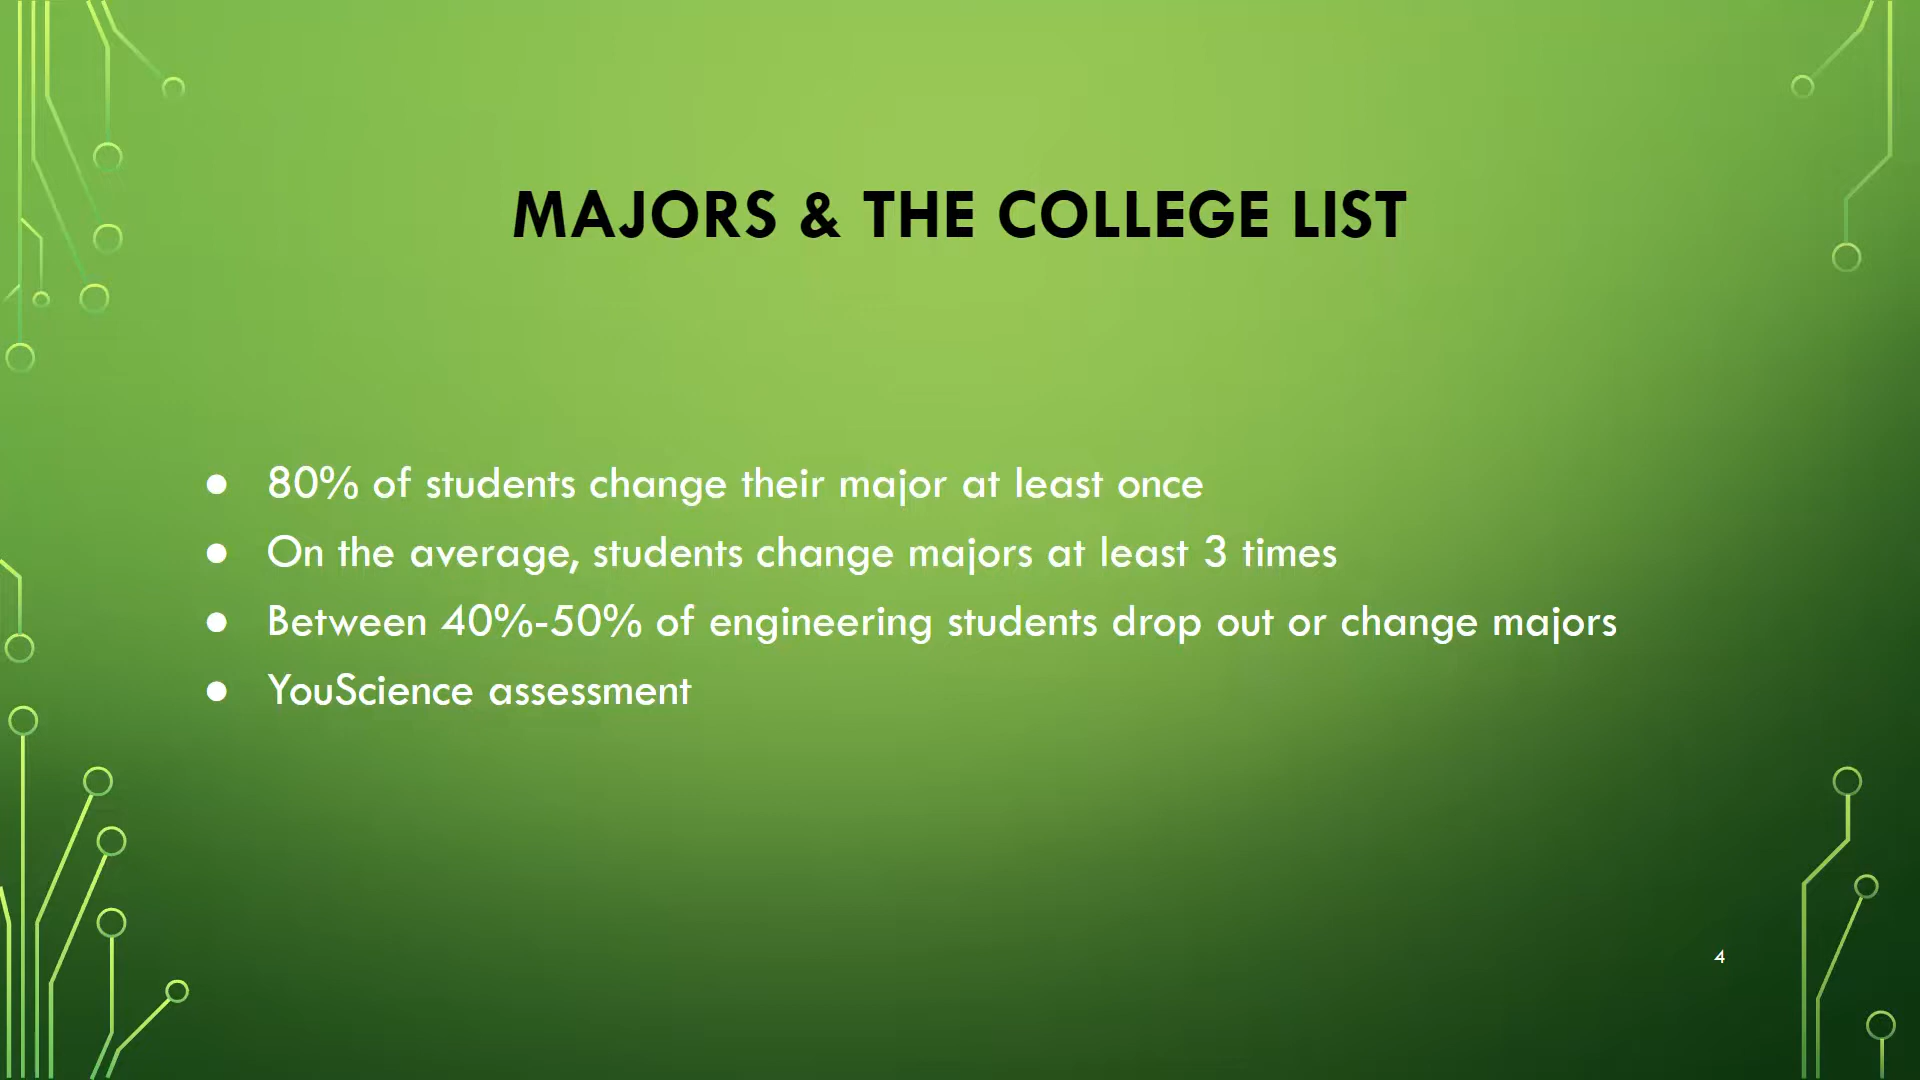 MAJORS & THE COLLEGE LIST
● 80% of students change their major at least once
● On the average, students change majors at least 3 times
● Between 40%-50% of engineering students drop out or change majors
● YouScience assessment
4